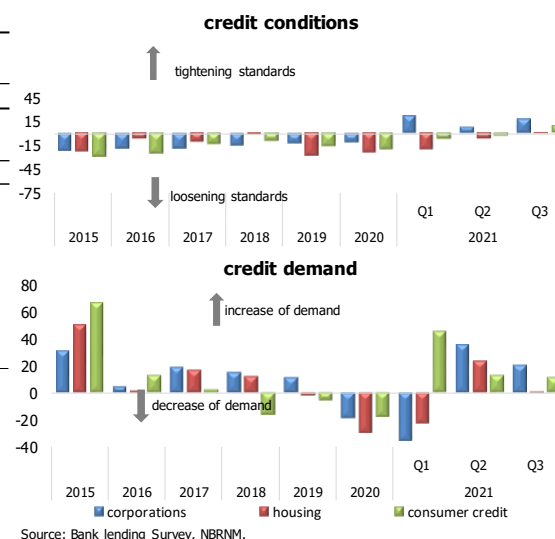 credit conditions
tightening standards
45
15
-15
-45
-75
loosening standards
Q1 Q2 Q3
2015 2016 2017 2018 2019 2020 2021
credit demand
80
60
40
20
0
-20
-40
increase of demand
decrease of demand
Q1 Q2 Q3
2015 2016 2017 2018 2019 2020 2021
corporations housing consumer credit
Source: Bank lending Survey, NBRNM.